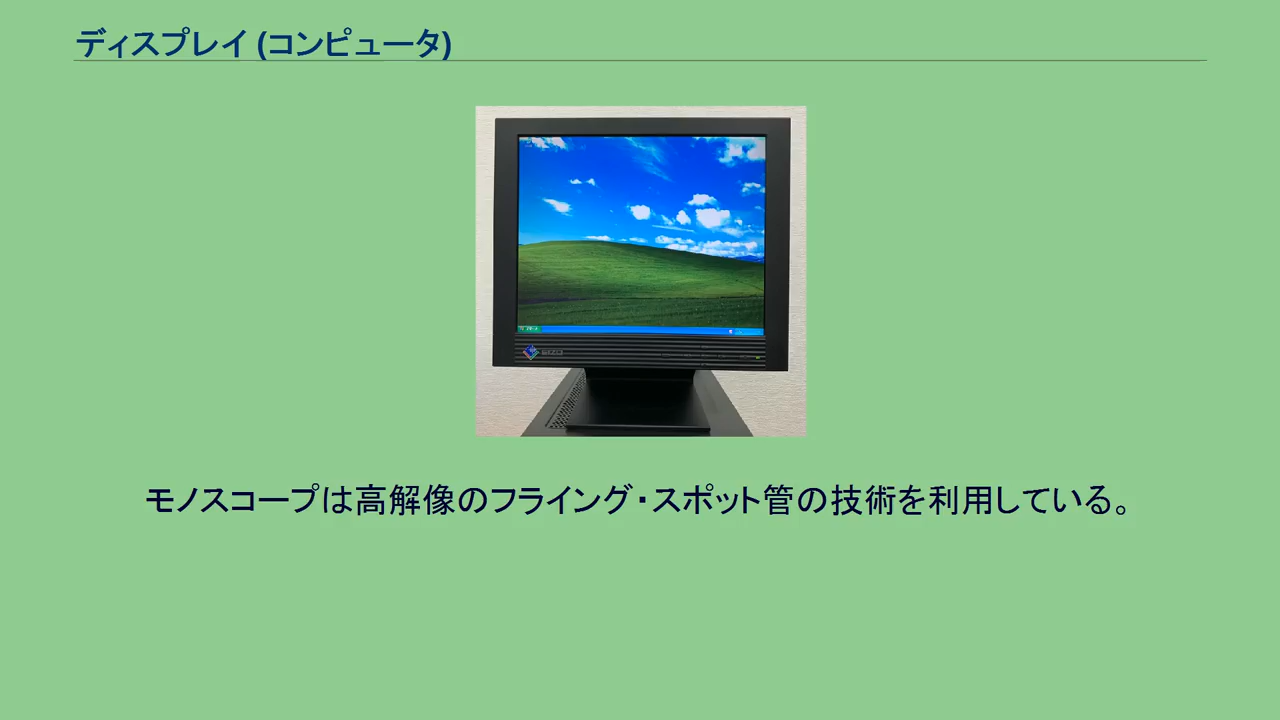 ディスプレイ (コンピュータ)
モノスコープは高解像のフライング・スポット管の技術を利用している。